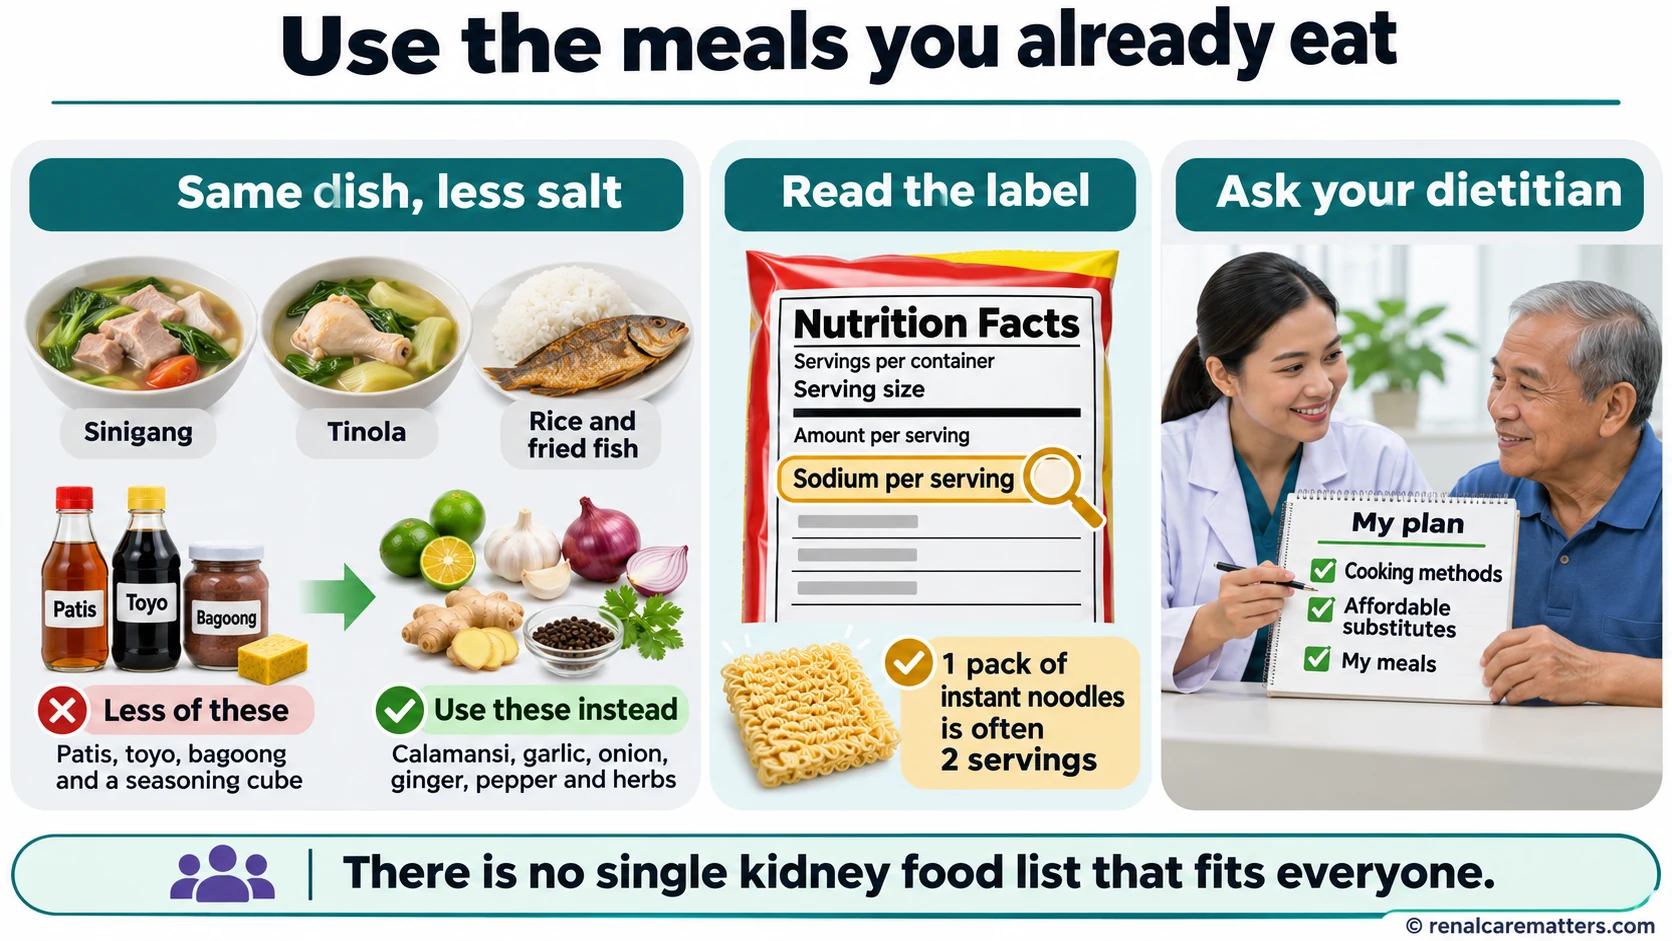 Use the meals you already eat
Same dish, less salt
Sinigang
Tinola
Rice and
fried fish
Patis
Toyo
Bagoong
Less of these
Patis, toyo, bagoong
and a seasoning cube
Use these instead
Calamansi, garlic, onion,
ginger, pepper and herbs
Read the label
Nutrition Facts
Servings per container
Serving size
Amount per serving
Sodium per serving
1 pack of
instant noodles
is often
2 servings
Ask your dietitian
My plan
Cooking methods
Affordable
substitutes
My meals
There is no single kidney food list that fits everyone.
© renalcarematters.com